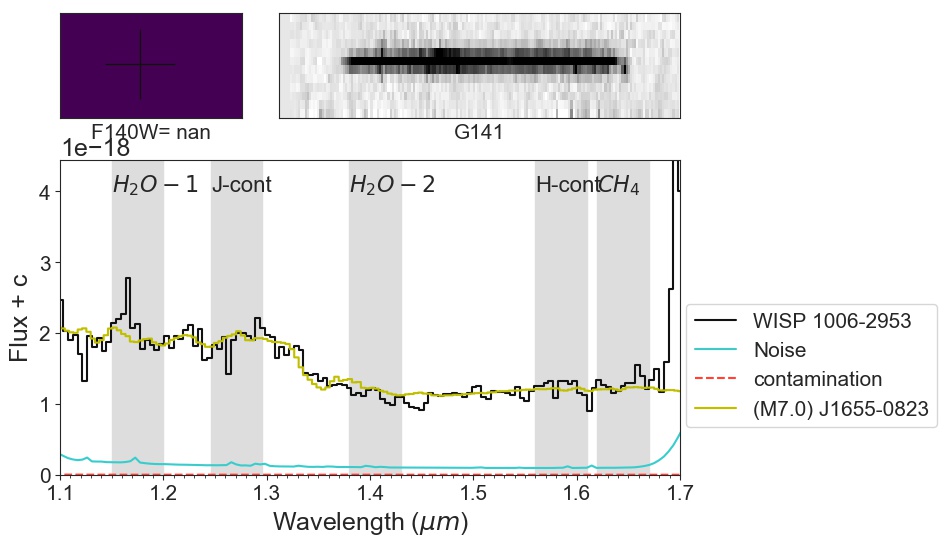 F140W= nan
G141
1e−18
H₂O − 1
J-cont
H₂O − 2
H-cont
CH₄
4
3
2
1
0
Flux + c
1.1 1.2 1.3 1.4 1.5 1.6 1.7
Wavelength (μm)
WISP 1006-2953
Noise
contamination
(M7.0) J1655-0823